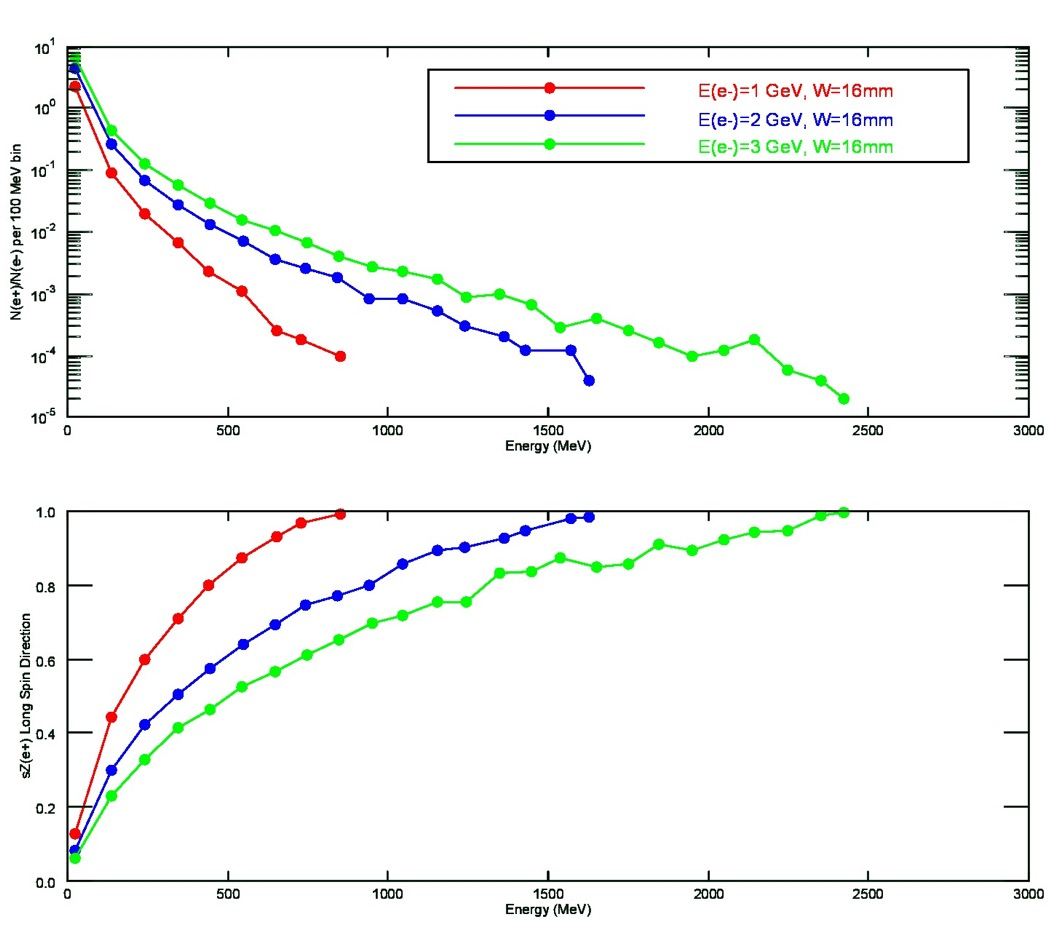 10^1
10^0
10^-1
10^-2
10^-3
10^-4
10^-5
N(e+)/N(e-) per 100 MeV bin
E(e-)=1 GeV, W=16mm
E(e-)=2 GeV, W=16mm
E(e-)=3 GeV, W=16mm
0 500 1000 1500 2000 2500 3000
Energy (MeV)
1.0
0.8
0.6
0.4
0.2
0.0
sZ(e+) Long Spin Direction
0 500 1000 1500 2000 2500 3000
Energy (MeV)